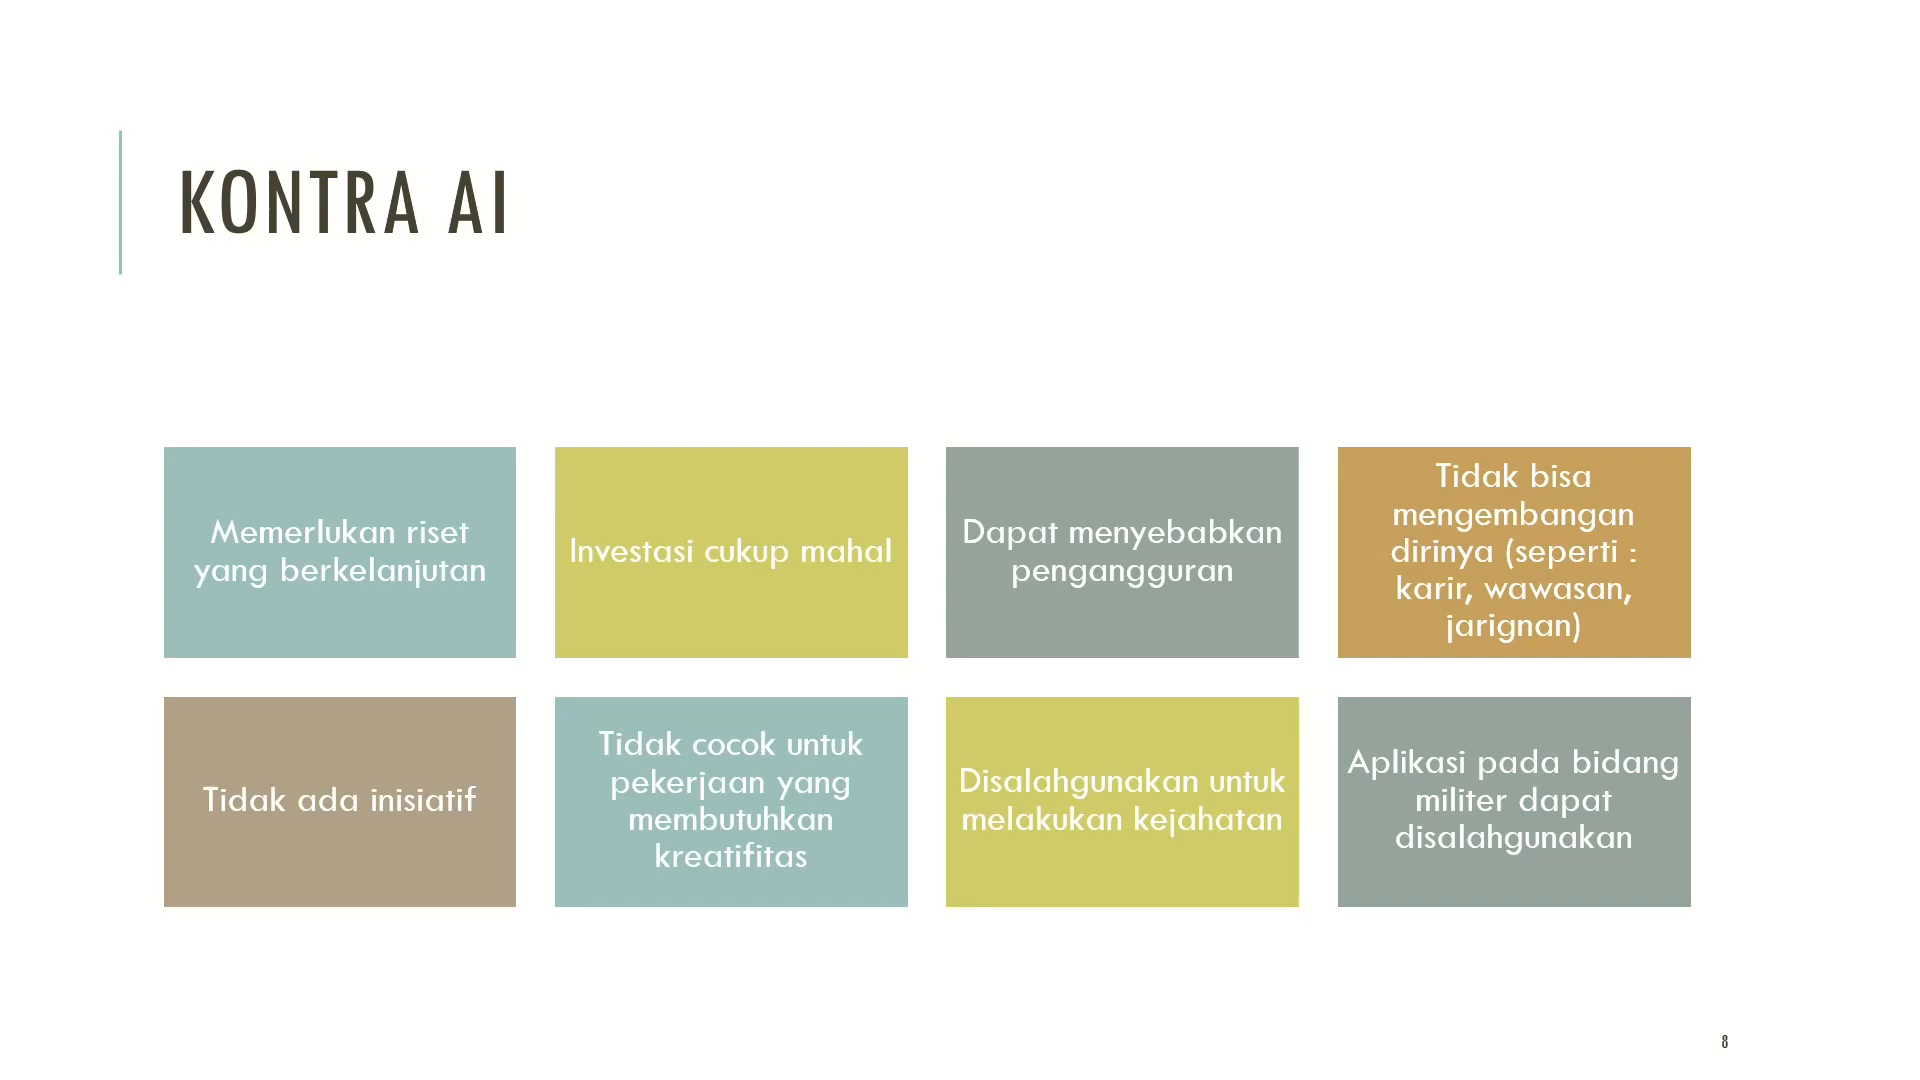 KONTRA AI
Memerlukan riset
yang berkelanjutan
Investasi cukup mahal
Dapat menyebabkan
pengangguran
Tidak bisa
mengembangan
dirinya (seperti :
karir, wawasan,
jarignan)
Tidak ada inisiatif
Tidak cocok untuk
pekerjaan yang
membutuhkan
kreatifitas
Disalahgunakan untuk
melakukan kejahatan
Aplikasi pada bidang
militer dapat
disalahgunakan
8